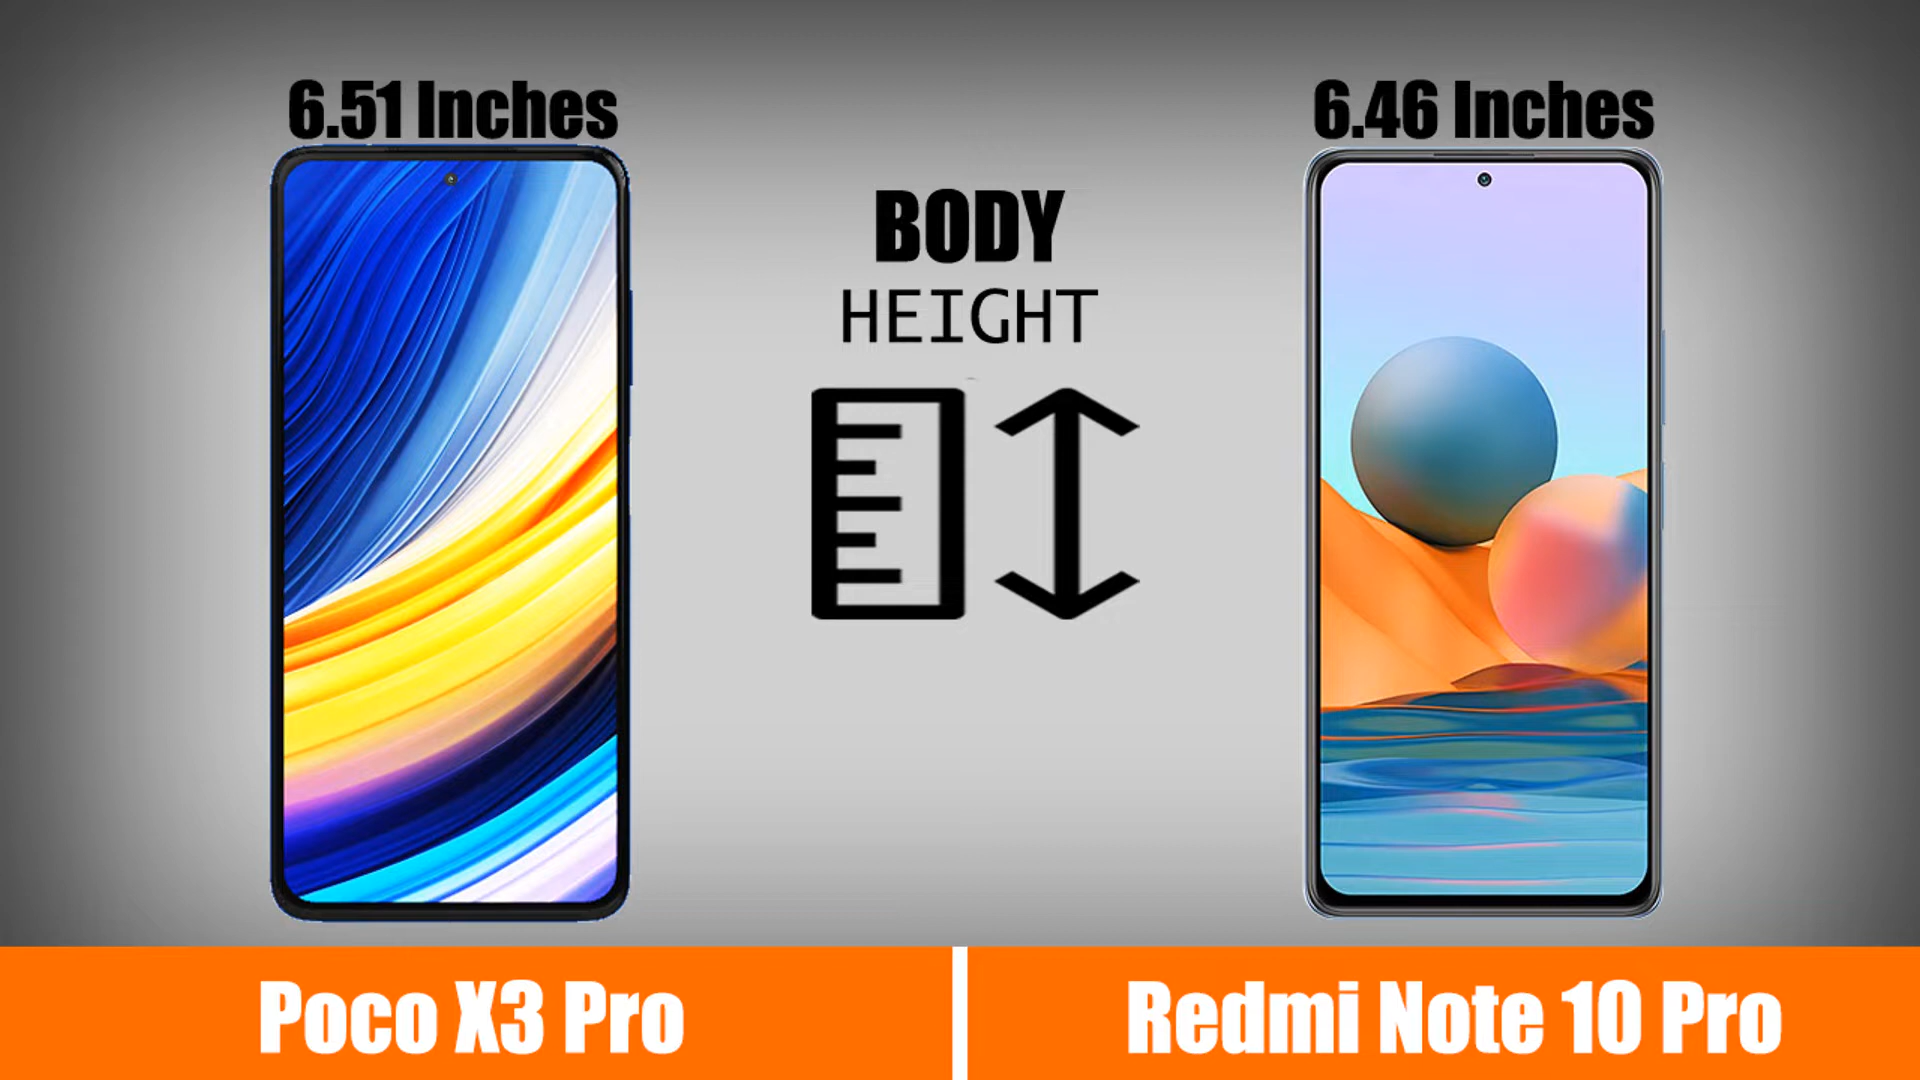 6.51 Inches
6.46 Inches
BODY
HEIGHT
Poco X3 Pro
Redmi Note 10 Pro